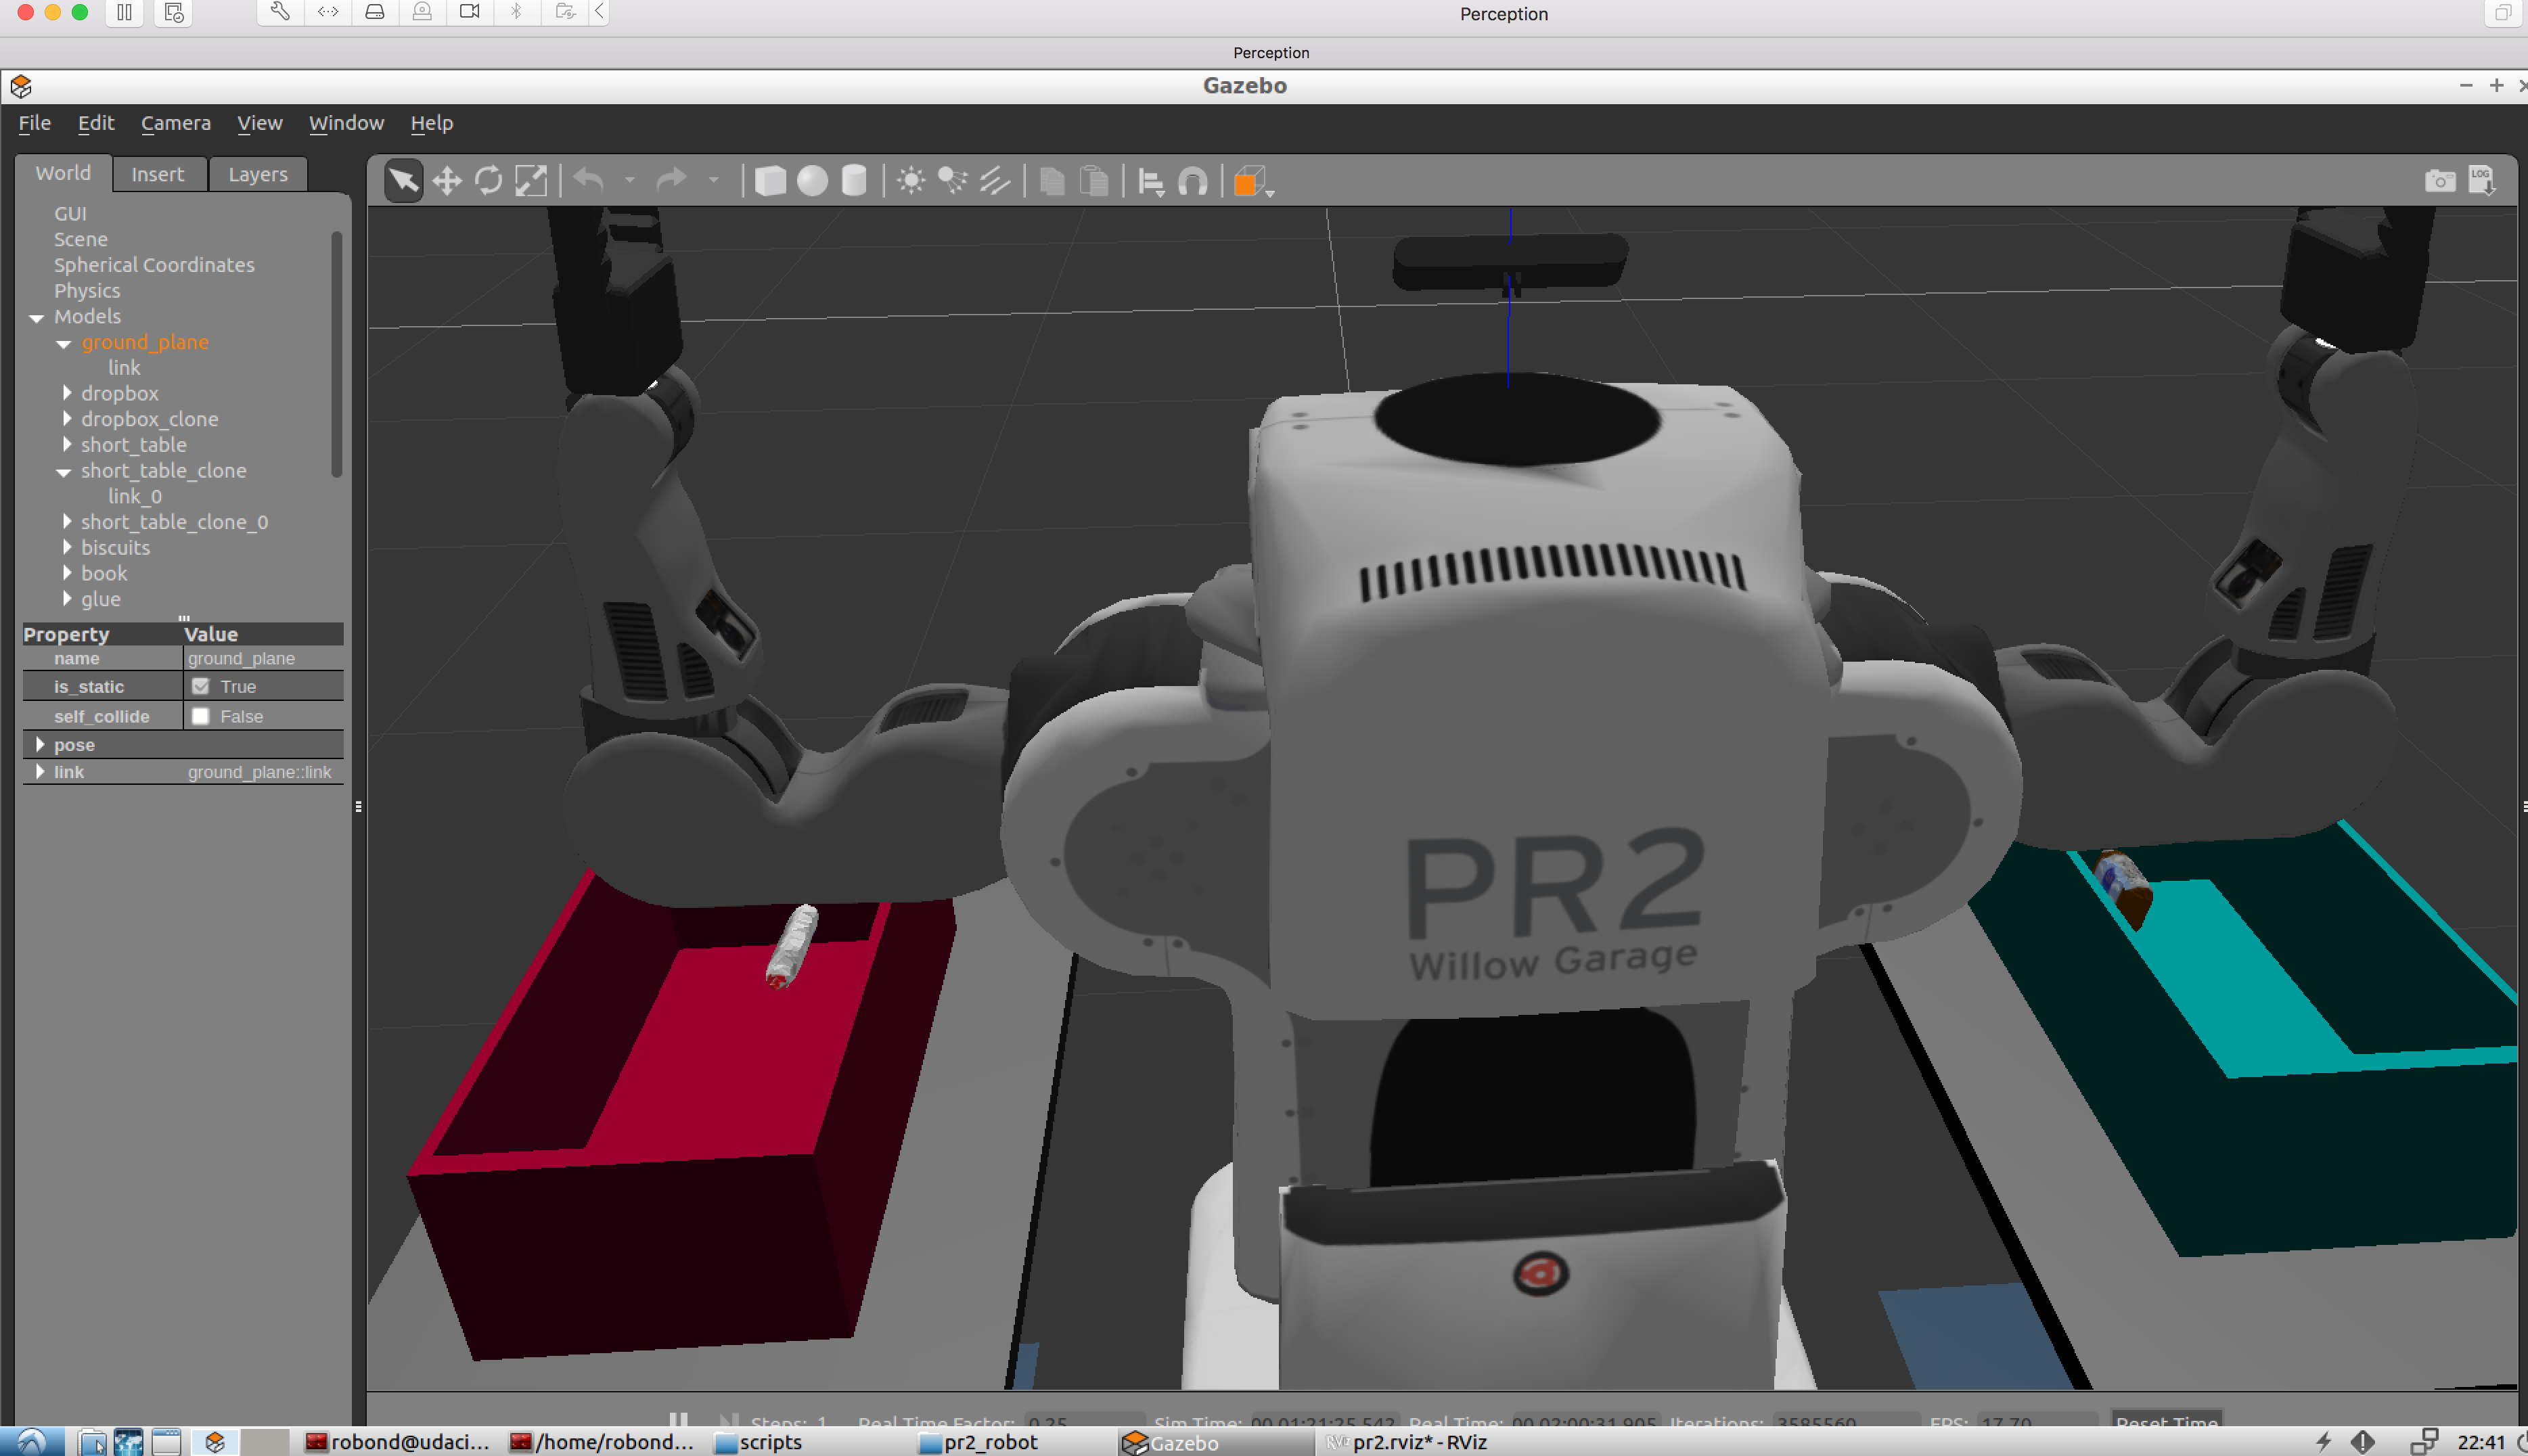 Perception
Perception
Gazebo
File Edit Camera View Window Help
World Insert Layers
LOG
GUI
Scene
Spherical Coordinates
Physics
Models
ground_plane
link
dropbox
dropbox_clone
short_table
short_table_clone
link_0
short_table_clone_0
biscuits
book
glue
Property Value
name ground_plane
is_static True
self_collide False
pose
link ground_plane::link
PR2
Willow Garage
Steps: 1 Real Time Factor: 0.25 Sim Time: 00 01:21:25.542 Real Time: 00 02:00:31.905 Iterations: 3585560 FPS: 17.70 Reset Time
robond@udaci... /home/robond... scripts pr2_robot Gazebo pr2.rviz* - RViz 22:41